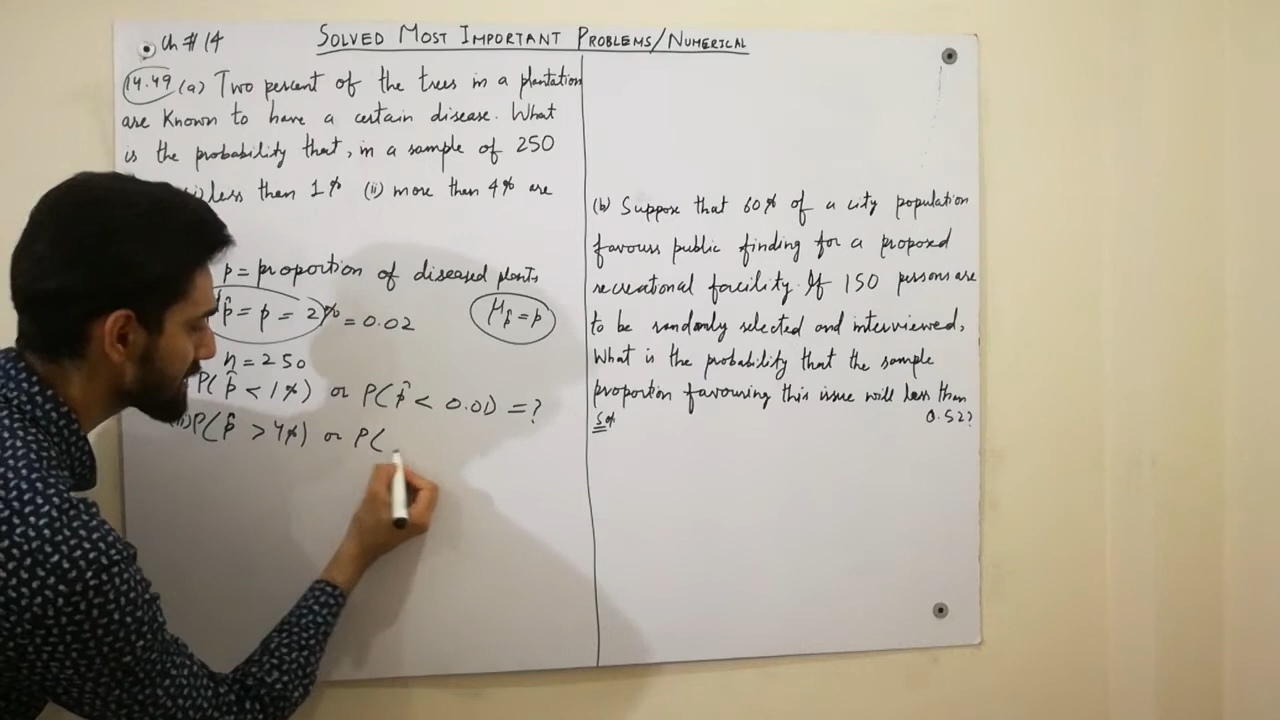 Ch # 14
SOLVED MOST IMPORTANT PROBLEMS/NUMERICAL
14.49 (a) Two percent of the trees in a plantation
are known to have a certain disease. What
is the probability that, in a sample of 250
less than 1% (ii) more than 4% are
p = proportion of diseased plants
μp̂ = p = 2% = 0.02
μp̂ = p
n = 250
P(p̂ < 1%) or P(p̂ < 0.01) = ?
(ii) P(p̂ > 4%) or P(
(b) Suppose that 60% of a city population
favours public finding for a proposed
recreational facility. If 150 persons are
to be randomly selected and interviewed,
What is the probability that the sample
proportion favouring this issue will less than
0.52?
Sol